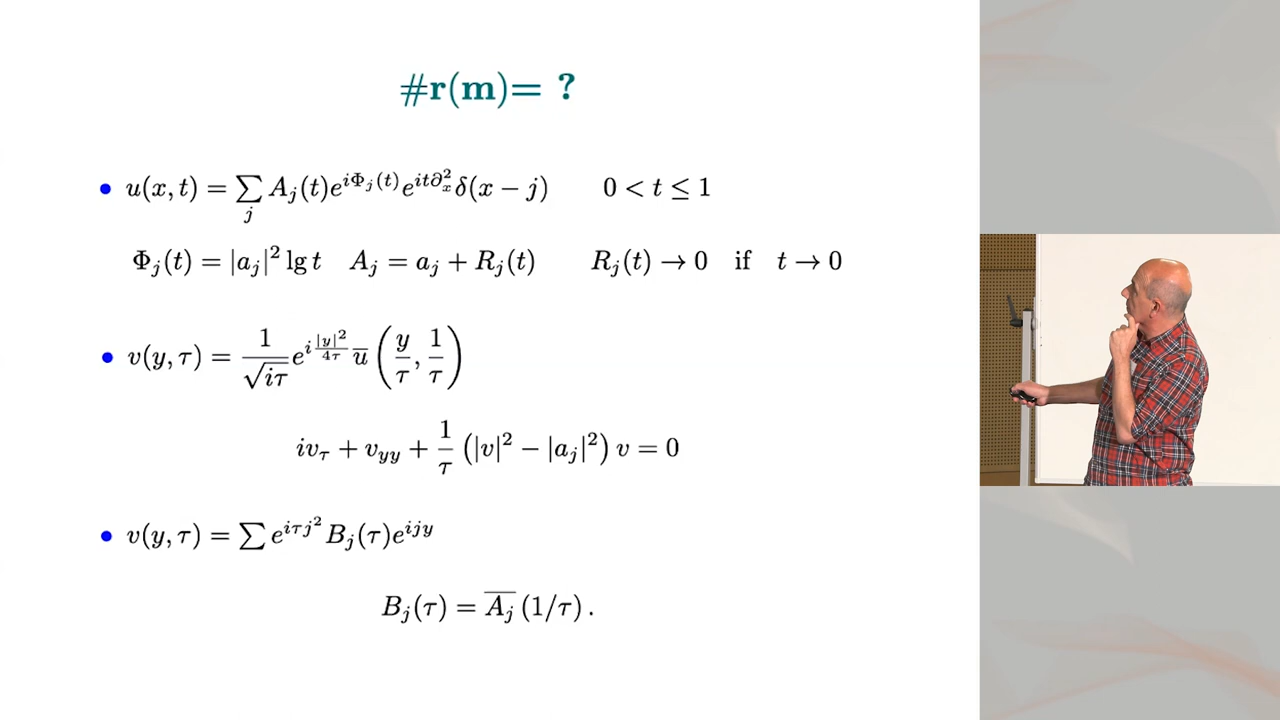 #r(m)= ?
• u(x, t) = ∑_j A_j(t)e^{iΦ_j(t)}e^{it∂_x^2}δ(x − j)    0 < t ≤ 1
Φ_j(t) = |a_j|^2 lg t   A_j = a_j + R_j(t)    R_j(t) → 0   if   t → 0
• v(y, τ) = \frac{1}{\sqrt{iτ}} e^{i\frac{|y|^2}{4τ}} \overline{u} (\frac{y}{τ}, \frac{1}{τ})
iv_τ + v_{yy} + \frac{1}{τ} (|v|^2 − |a_j|^2) v = 0
• v(y, τ) = ∑ e^{iτj^2} B_j(τ)e^{ijy}
B_j(τ) = \overline{A_j} (1/τ) .